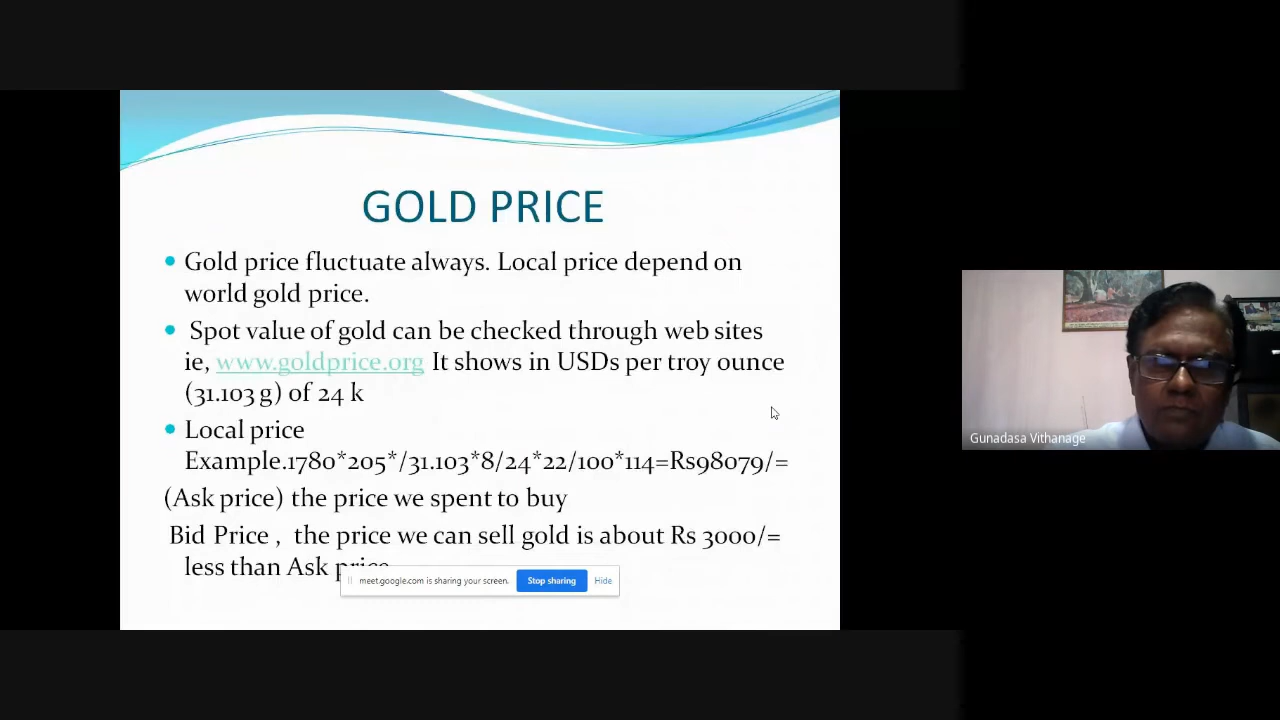 GOLD PRICE
Gold price fluctuate always. Local price depend on
world gold price.
Spot value of gold can be checked through web sites
ie, www.goldprice.org It shows in USDs per troy ounce
(31.103 g) of 24 k
Local price
Example.1780*205*/31.103*8/24*22/100*114=Rs98079/=
(Ask price) the price we spent to buy
Bid Price , the price we can sell gold is about Rs 3000/=
less than Ask price
meet.google.com is sharing your screen.
Stop sharing
Hide
Gunadasa Vithanage